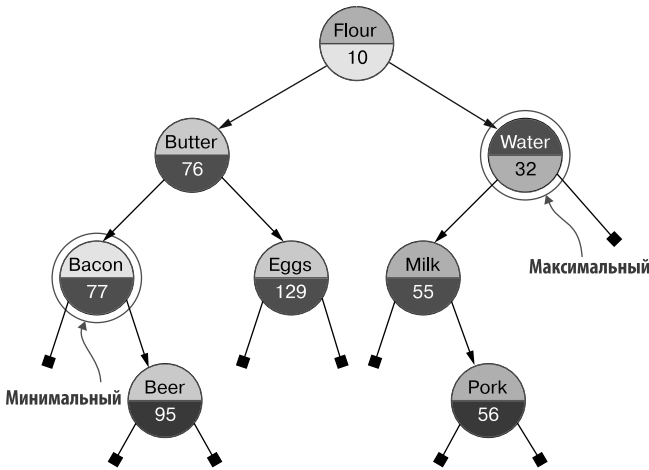 Flour
10
Butter
76
Water
32
Bacon
77
Eggs
129
Milk
55
Максимальный
Минимальный
Beer
95
Pork
56